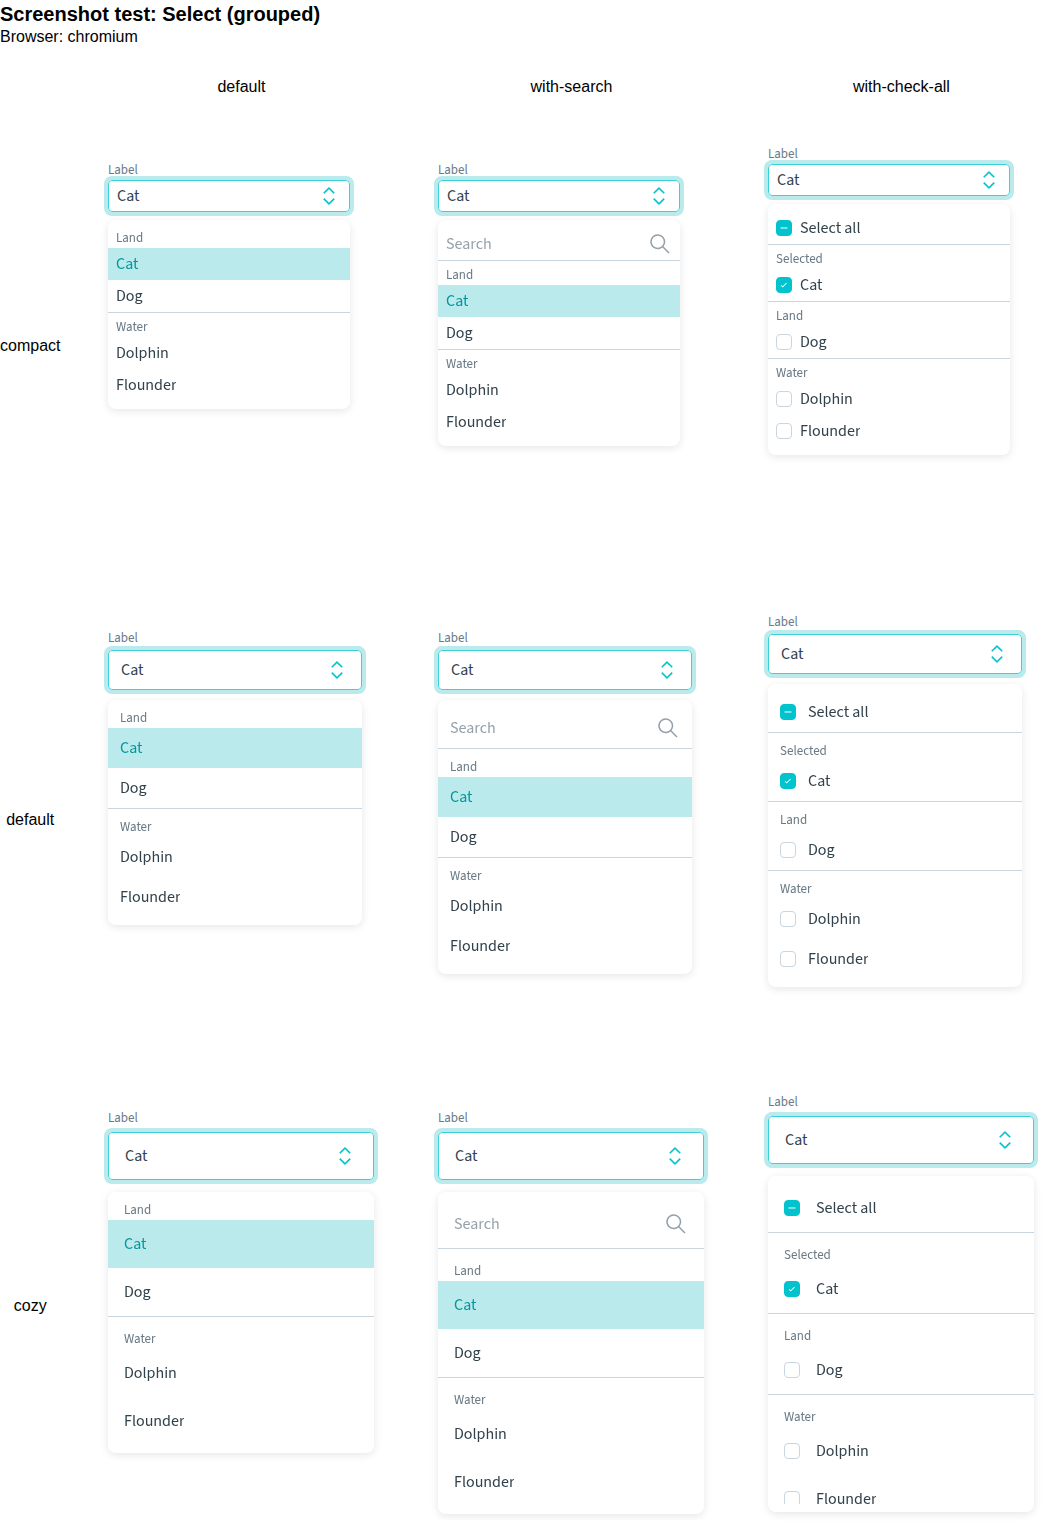 Screenshot test: Select (grouped)
Browser: chromium
default
with-search
with-check-all
compact
Label
Cat
Land
Cat
Dog
Water
Dolphin
Flounder
Label
Cat
Search
Land
Cat
Dog
Water
Dolphin
Flounder
Label
Cat
Select all
Selected
Cat
Land
Dog
Water
Dolphin
Flounder
default
Label
Cat
Land
Cat
Dog
Water
Dolphin
Flounder
Label
Cat
Search
Land
Cat
Dog
Water
Dolphin
Flounder
Label
Cat
Select all
Selected
Cat
Land
Dog
Water
Dolphin
Flounder
cozy
Label
Cat
Land
Cat
Dog
Water
Dolphin
Flounder
Label
Cat
Search
Land
Cat
Dog
Water
Dolphin
Flounder
Label
Cat
Select all
Selected
Cat
Land
Dog
Water
Dolphin
Flounder